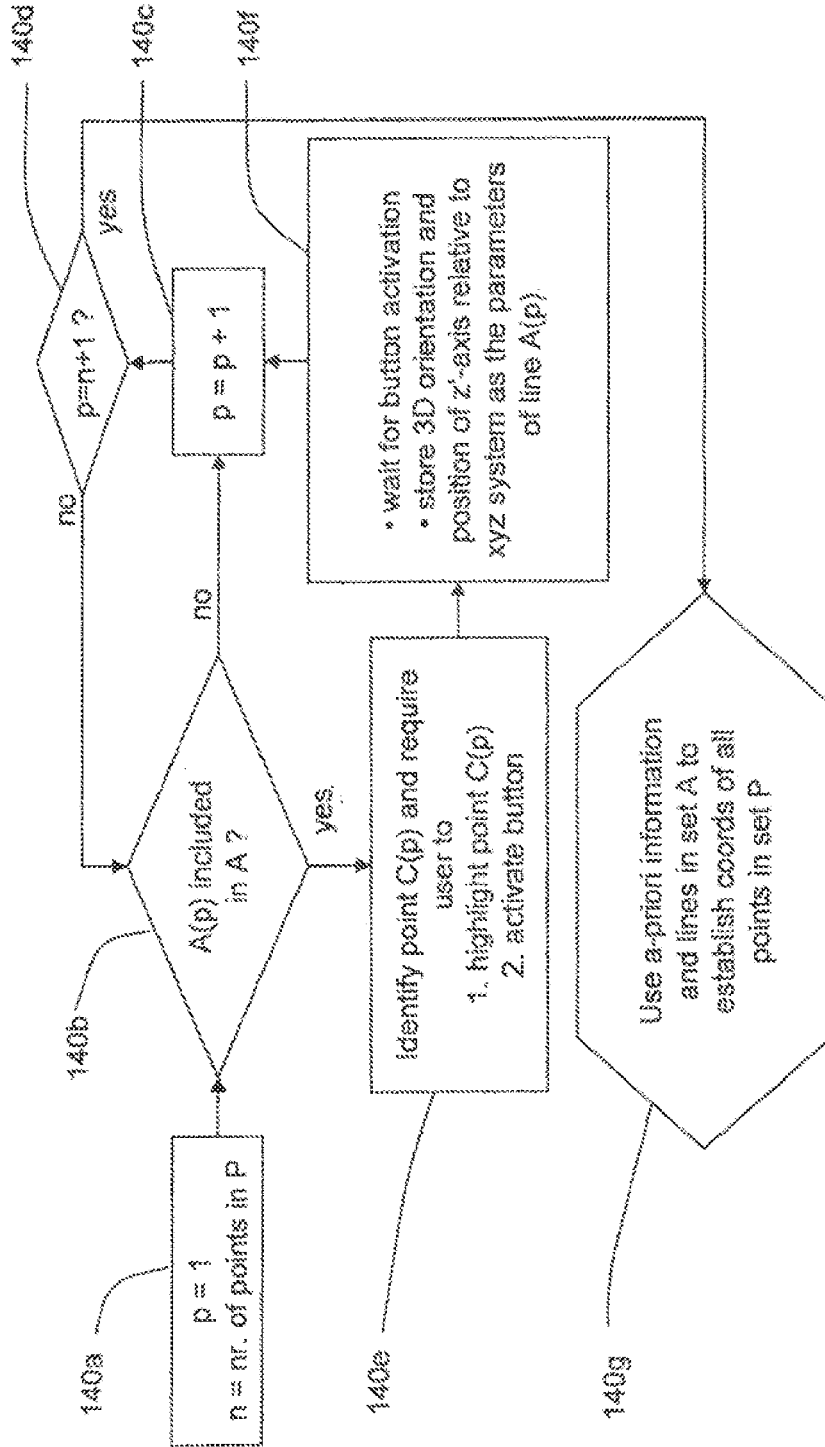 140a
p = 1
n = nr. of points in P
140b
A(p) included
in A ?
no
yes
140c
p = p + 1
140d
p=n+1 ?
no
yes
140e
Identify point C(p) and require
user to
1. highlight point C(p)
2. activate button
140f
• wait for button activation
• store 3D orientation and
position of z'-axis relative to
xyz system as the parameters
of line A(p)
140g
Use a-priori information
and lines in set A to
establish coords of all
points in set P